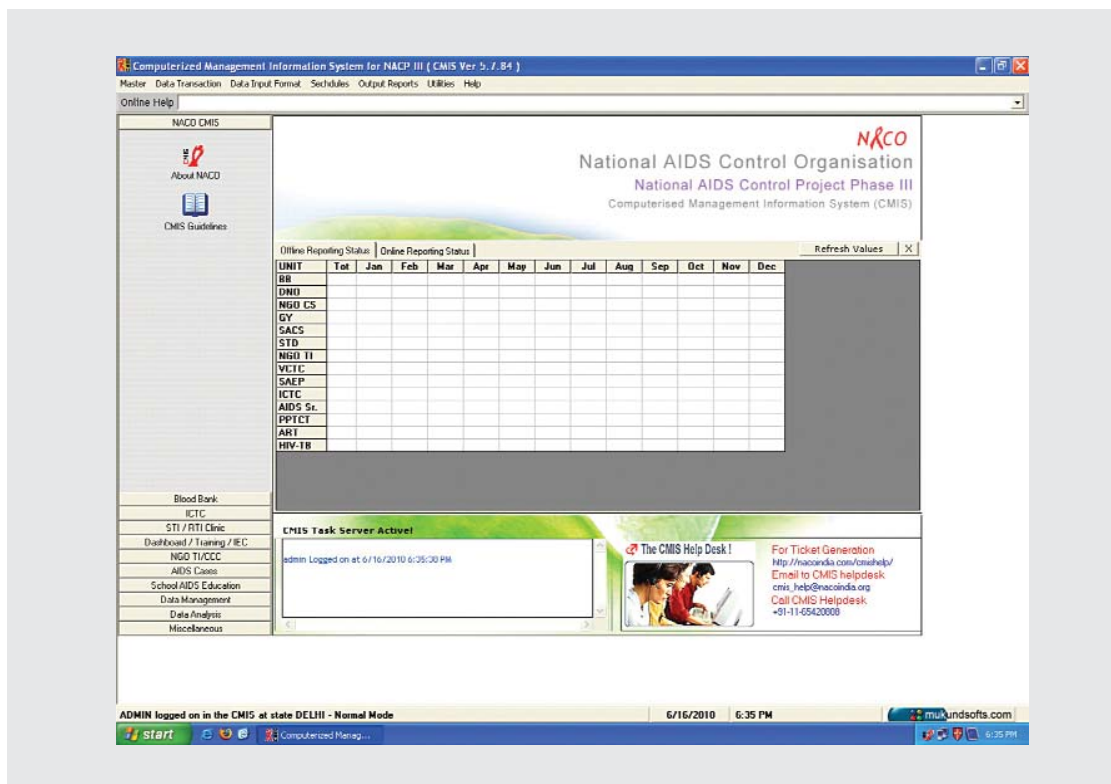 Computerized Management Information System for NACP III ( CMIS Ver 5.7.84 )
Master Data Transaction Data Input Format Sechdules Output Reports Utilities Help
Online Help
NACO CMIS
CMIS
About NACO
CMIS Guidelines
NACO
National AIDS Control Organisation
National AIDS Control Project Phase III
Computerised Management Information System (CMIS)
Offline Reporting Status Online Reporting Status Refresh Values X
UNIT Tot Jan Feb Mar Apr May Jun Jul Aug Sep Oct Nov Dec
BB
DNO
NGO CS
GY
SACS
STD
NGO TI
VCTC
SAEP
ICTC
AIDS Sr.
PPTCT
ART
HIV-TB
Blood Bank
ICTC
STI / RTI Clinic
Dashboard / Training / IEC
NGO TI/CCC
AIDS Cases
School AIDS Education
Data Management
Data Analysis
Miscellaneous
CMIS Task Server Active!
admin Logged on at 6/16/2010 6:35:30 PM
The CMIS Help Desk !
For Ticket Generation
http://nacoindia.com/cmishelp/
Email to CMIS helpdesk
cmis_help@nacoindia.org
Call CMIS Helpdesk
+91-11-65420808
ADMIN logged on in the CMIS at state DELHI - Normal Mode 6/16/2010 6:35 PM mukundsofts.com
start Computerized Manag... 6:35 PM